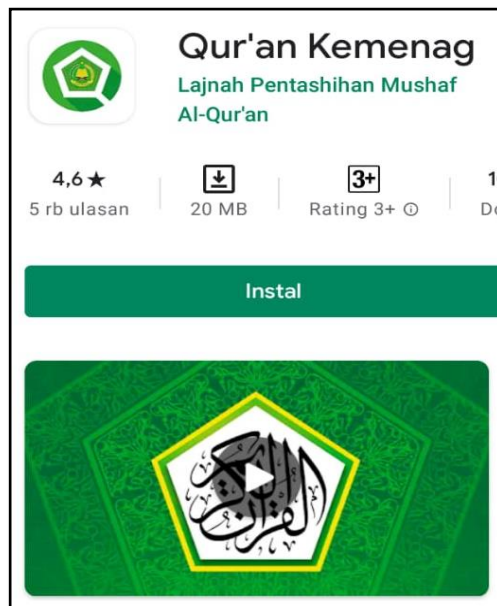 Qur'an Kemenag
Lajnah Pentashihan Mushaf
Al-Qur'an
4,6★
5 rb ulasan
20 MB
3+
Rating 3+
Instal
القرآن الكريم